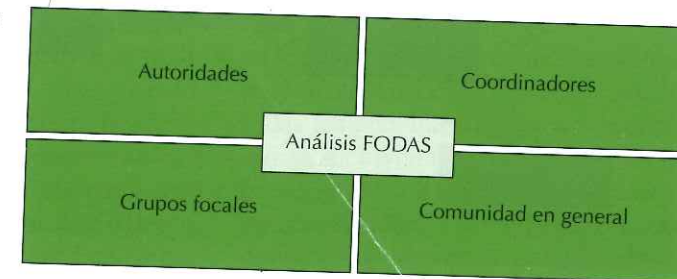 Autoridades
Coordinadores
Análisis FODAS
Grupos focales
Comunidad en general